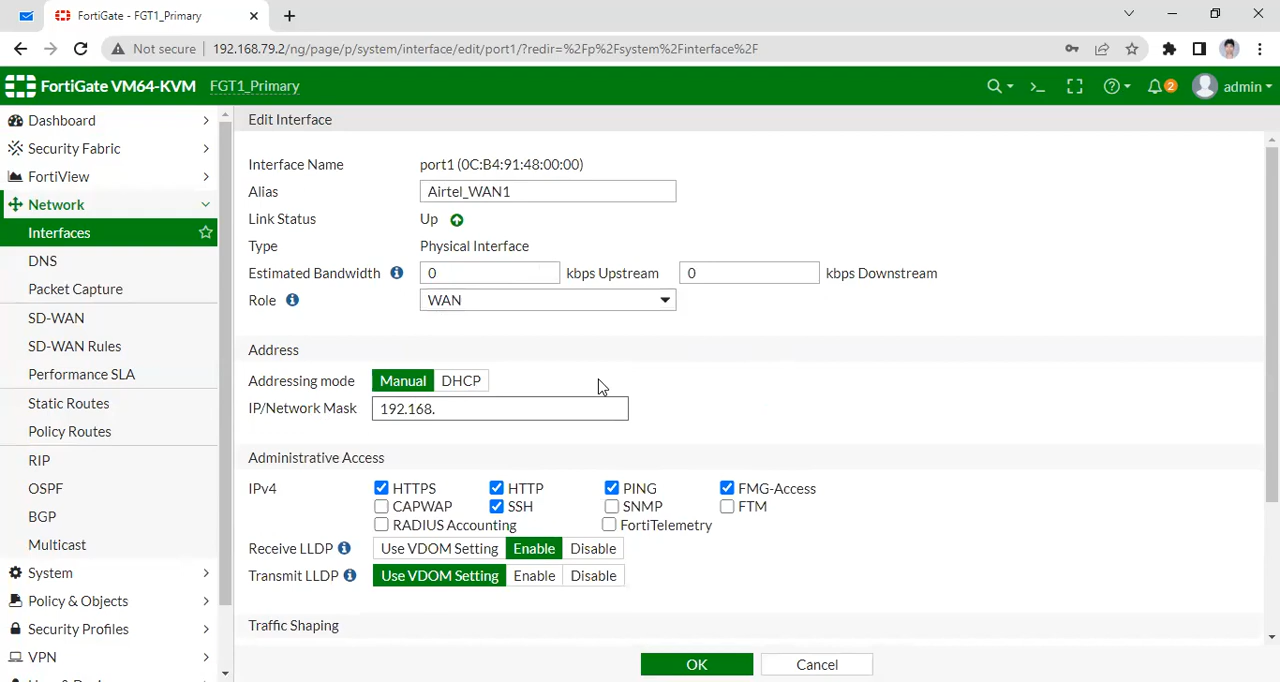 FortiGate - FGT1_Primary
Not secure 192.168.79.2/ng/page/p/system/interface/edit/port1/?redir=%2Fp%2Fsystem%2Finterface%2F
FortiGate VM64-KVM FGT1_Primary
2 admin
Dashboard
Security Fabric
FortiView
Network
Interfaces
DNS
Packet Capture
SD-WAN
SD-WAN Rules
Performance SLA
Static Routes
Policy Routes
RIP
OSPF
BGP
Multicast
System
Policy & Objects
Security Profiles
VPN
Edit Interface
Interface Name port1 (0C:B4:91:48:00:00)
Alias Airtel_WAN1
Link Status Up
Type Physical Interface
Estimated Bandwidth 0 kbps Upstream 0 kbps Downstream
Role WAN
Address
Addressing mode Manual DHCP
IP/Network Mask 192.168.
Administrative Access
IPv4 HTTPS HTTP PING FMG-Access
CAPWAP SSH SNMP FTM
RADIUS Accounting FortiTelemetry
Receive LLDP Use VDOM Setting Enable Disable
Transmit LLDP Use VDOM Setting Enable Disable
Traffic Shaping
OK Cancel